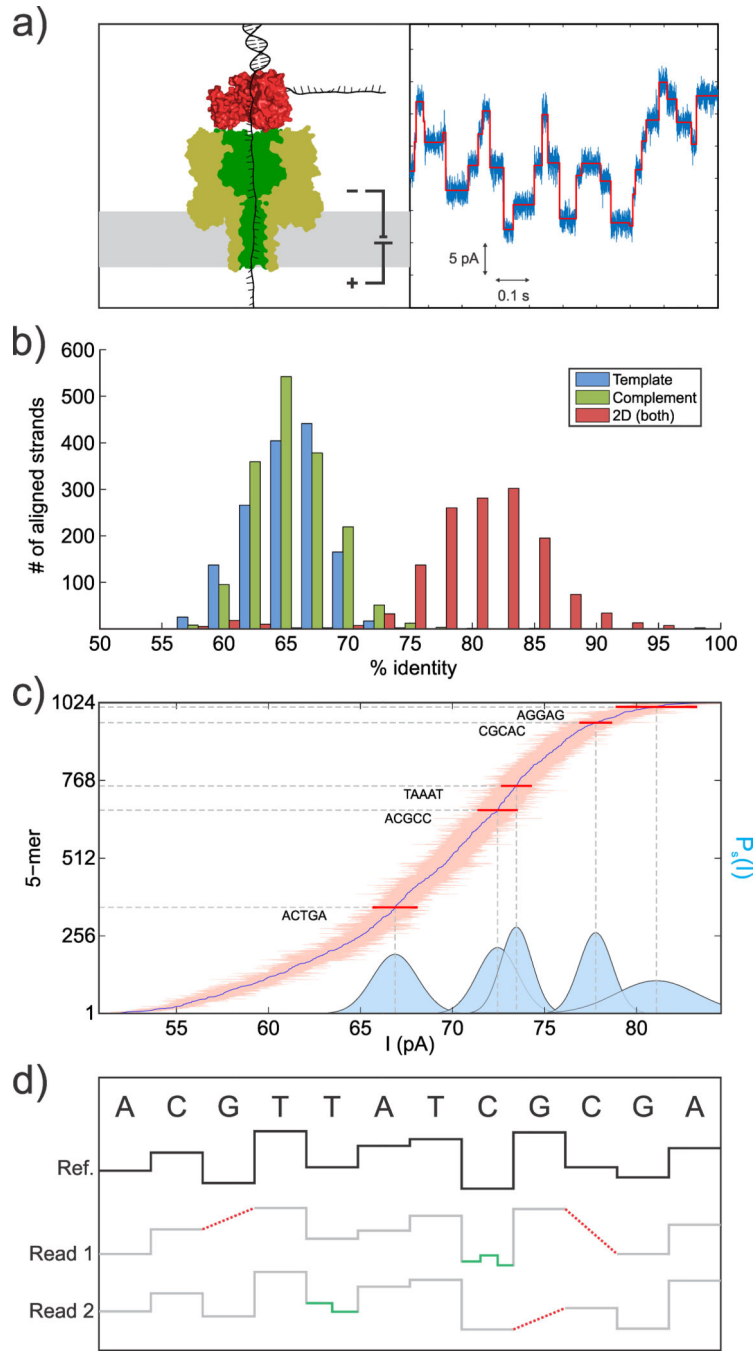 a)
−
+
5 pA
0.1 s
b)
600
500
400
300
200
100
50 55 60 65 70 75 80 85 90 95 100
# of aligned strands
% identity
Template
Complement
2D (both)
c)
1024
768
512
256
1
5−mer
AGGAG
CGCAC
TAAAT
ACGCC
ACTGA
Ps(I)
55 60 65 70 75 80
I (pA)
d)
A C G T T A T C G C G A
Ref.
Read 1
Read 2